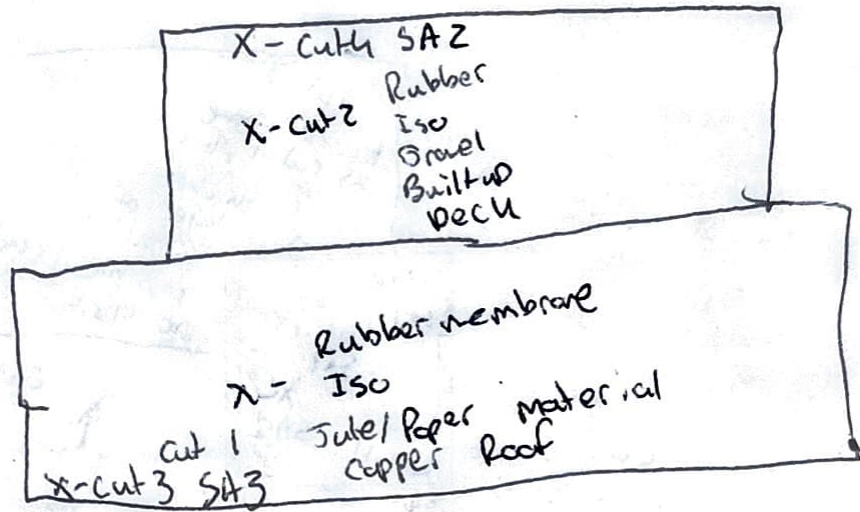 X- Cut4 SA2
Rubber
X-Cut2 Iso
Gravel
Builtup
Deck
Rubber membrane
X- Iso
Cut 1 Jute/Paper material
Copper Roof
X-Cut3 SA3